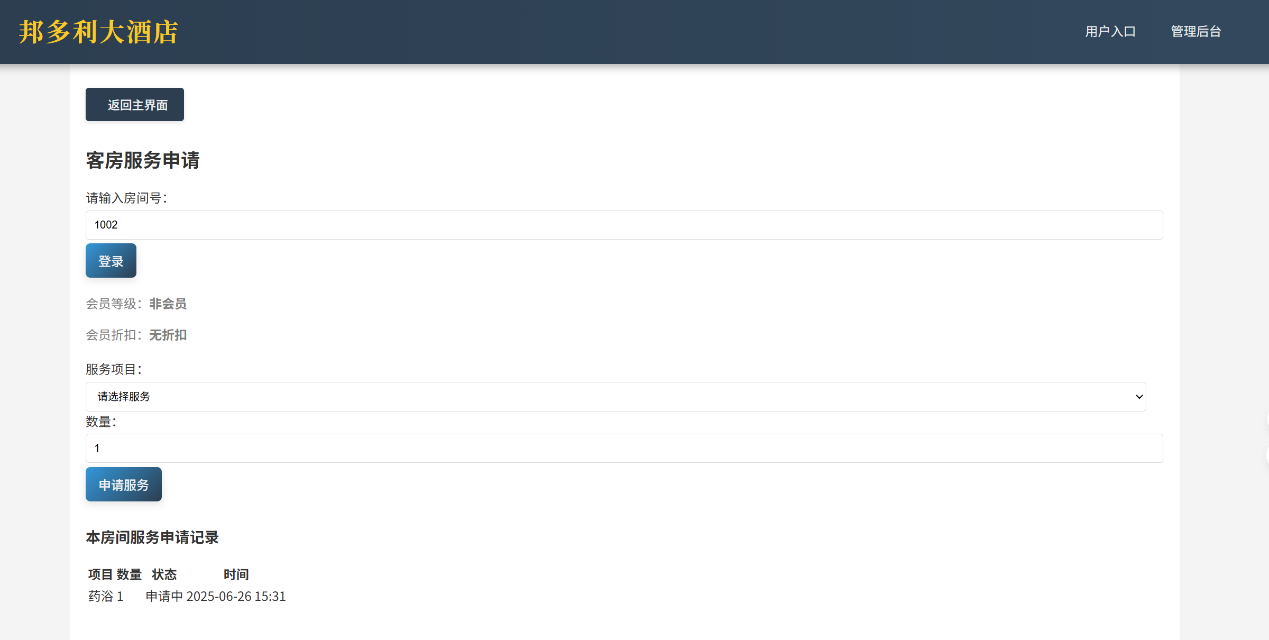 邦多利大酒店 用户入口 管理后台
返回主界面
客房服务申请
请输入房间号：
1002
登录
会员等级：非会员
会员折扣：无折扣
服务项目：
请选择服务
数量：
1
申请服务
本房间服务申请记录
项目 数量 状态 时间
药浴 1 申请中 2025-06-26 15:31